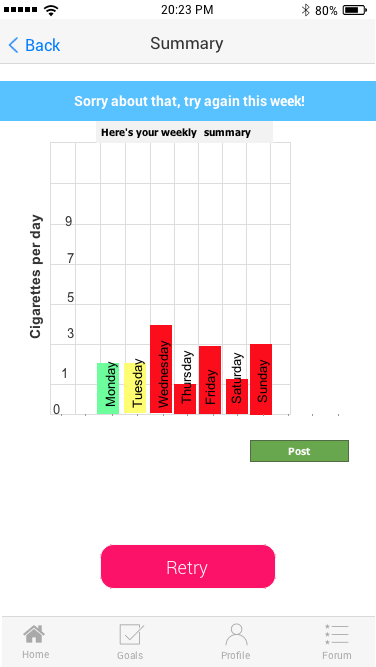 20:23 PM 80%
Back Summary
Sorry about that, try again this week!
Here's your weekly summary
Cigarettes per day
9
7
5
3
1
0
Monday
Tuesday
Wednesday
Thursday
Friday
Saturday
Sunday
Post
Retry
Home Goals Profile Forum